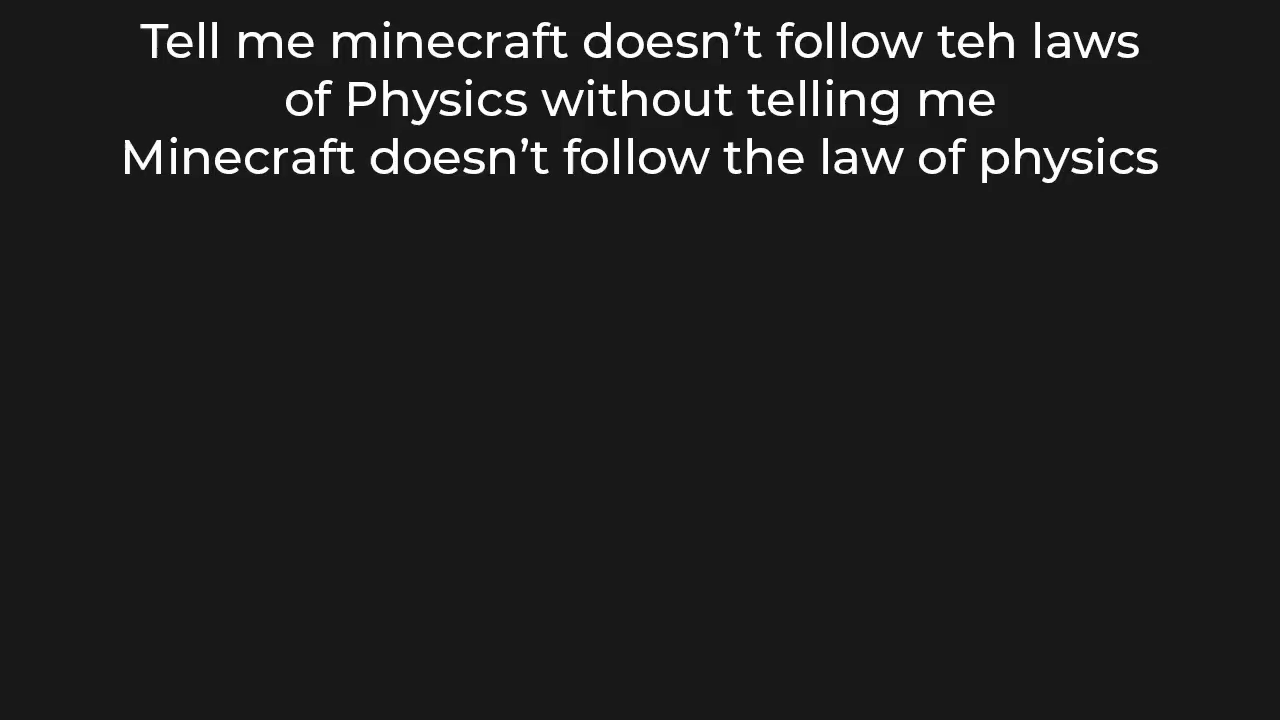 Tell me minecraft doesn’t follow teh laws
of Physics without telling me
Minecraft doesn’t follow the law of physics